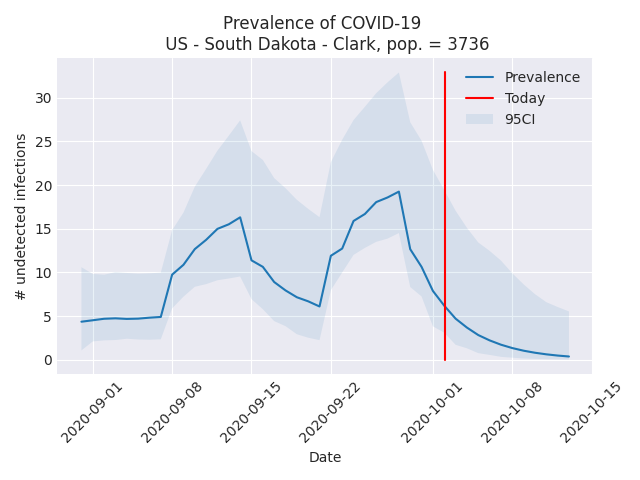 Prevalence of COVID-19
US - South Dakota - Clark, pop. = 3736
Prevalence
Today
95CI
# undetected infections
30
25
20
15
10
5
0
2020-09-01
2020-09-08
2020-09-15
2020-09-22
2020-10-01
2020-10-08
2020-10-15
Date